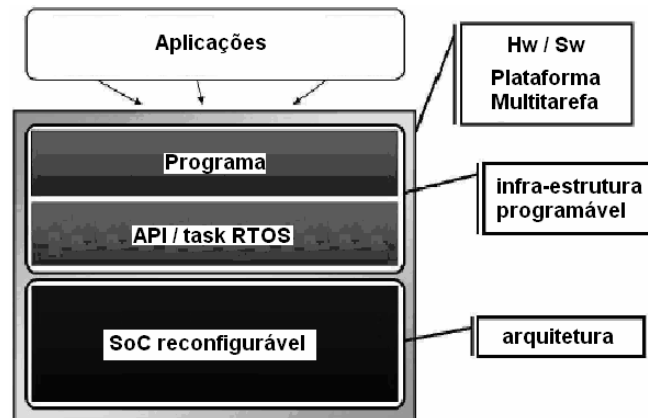 Aplicações
Hw / Sw
Plataforma
Multitarefa
Programa
infra-estrutura
programável
API / task RTOS
SoC reconfigurável
arquitetura